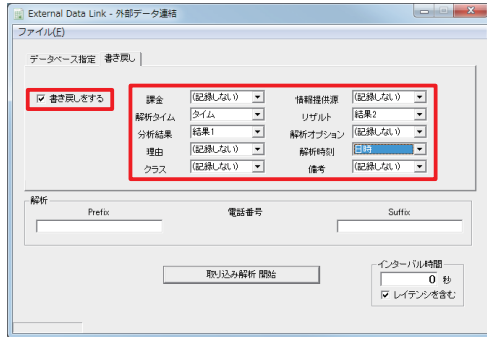 External Data Link - 外部データ連結
ファイル(F)
データベース指定 書き戻し
書き戻しをする
課金 (記録しない) 情報提供源 (記録しない)
解析タイム タイム リザルト 結果2
分析結果 結果1 解析オプション (記録しない)
理由 (記録しない) 解析時刻 日時
クラス (記録しない) 備考 (記録しない)
解析
Prefix 電話番号 Suffix
インターバル時間
取り込み解析 開始
0 秒
レイテンシを含む